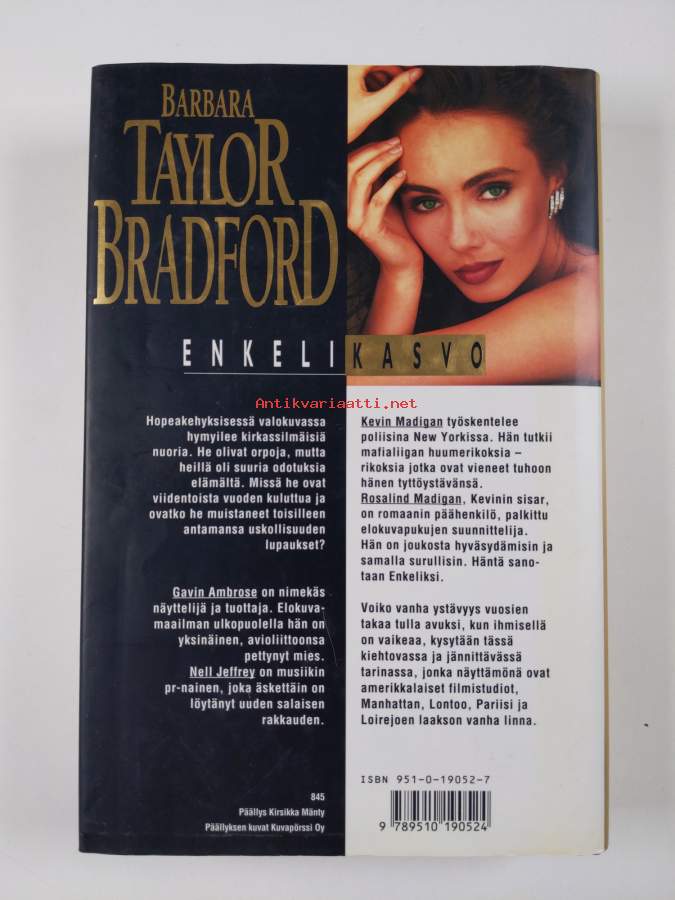 BARBARA
TAYLOR
BRADFORD
ENKELIKASVO
Antikvariaatti.net
Hopeakehyksisessä valokuvassa
hymyilee kirkassilmäisiä
nuoria. He olivat orpoja, mutta
heillä oli suuria odotuksia
elämältä. Missä he ovat
viidentoista vuoden kuluttua ja
ovatko he muistaneet toisilleen
antamansa uskollisuuden
lupaukset?
Gavin Ambrose on nimekäs
näyttelijä ja tuottaja. Elokuva-
maailman ulkopuolella hän on
yksinäinen, avioliittoonsa
pettynyt mies.
Nell Jeffrey on musiikin
pr-nainen, joka äskettäin on
löytänyt uuden salaisen
rakkauden.
845
Päällys Kirsikka Mänty
Päällyksen kuvat Kuvapörssi Oy
Kevin Madigan työskentelee
poliisina New Yorkissa. Hän tutkii
mafialiigan huumerikoksia –
rikoksia jotka ovat vieneet tuhoon
hänen tyttöystävänsä.
Rosalind Madigan, Kevinin sisar,
on romaanin päähenkilö, palkittu
elokuvapukujen suunnittelija.
Hän on joukosta hyväsydämisin ja
samalla surullisin. Häntä sano-
taan Enkeliksi.
Voiko vanha ystävyys vuosien
takaa tulla avuksi, kun ihmisellä
on vaikeaa, kysytään tässä
kiehtovassa ja jännittävässä
tarinassa, jonka näyttämönä ovat
amerikkalaiset filmistudiot,
Manhattan, Lontoo, Pariisi ja
Loirejoen laakson vanha linna.
ISBN 951-0-19052-7
9 789510 190524